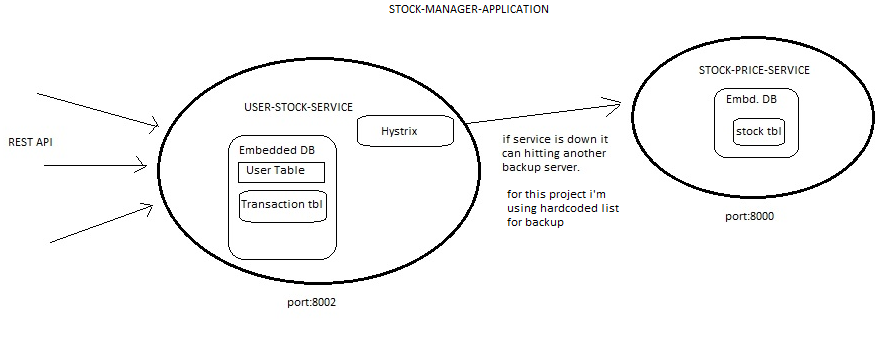 STOCK-MANAGER-APPLICATION
STOCK-PRICE-SERVICE
Embd. DB
stock tbl
port:8000
USER-STOCK-SERVICE
Hystrix
Embedded DB
User Table
Transaction tbl
port:8002
REST API
if service is down it
can hitting another
backup server.
for this project i'm
using hardcoded list
for backup